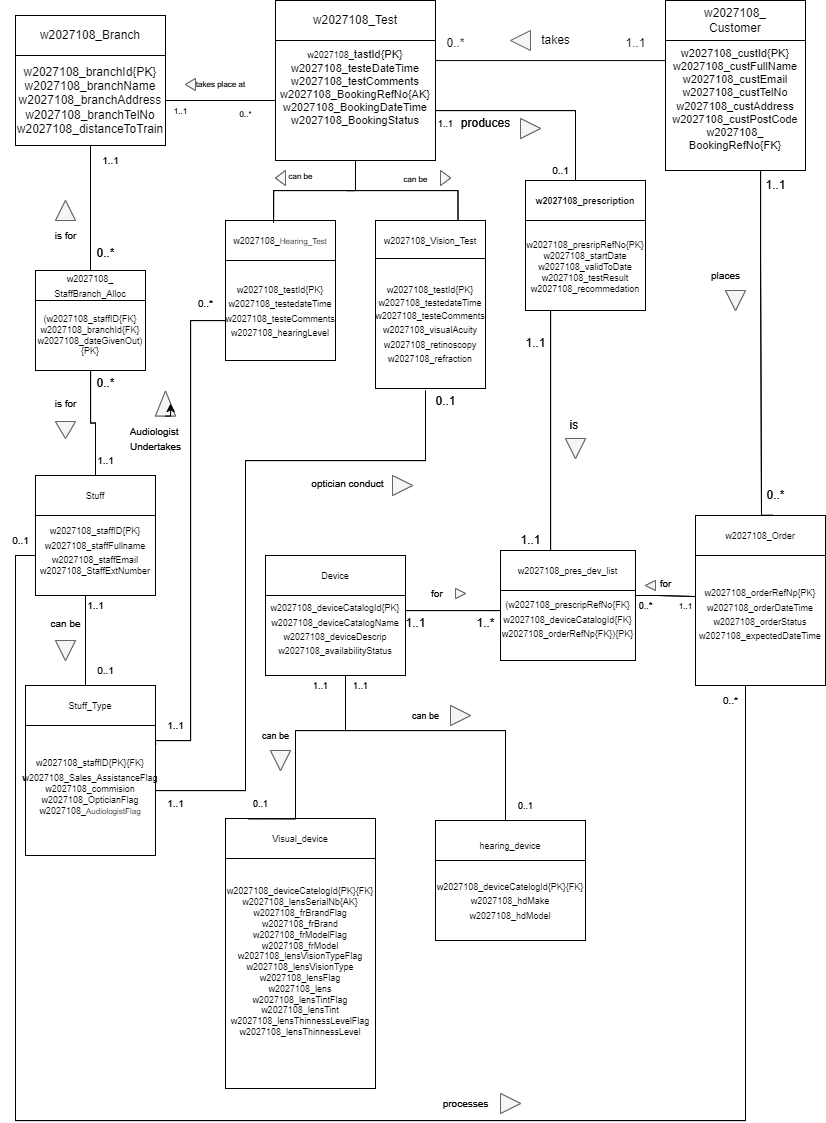 w2027108_Branch
w2027108_branchId{PK}
w2027108_branchName
w2027108_branchAddress
w2027108_branchTelNo
w2027108_distanceToTrain
1..1
takes place at
1..1
0..*
w2027108_Test
w2027108_tastId{PK}
w2027108_testeDateTime
w2027108_testComments
w2027108_BookingRefNo{AK}
w2027108_BookingDateTime
w2027108_BookingStatus
0..*
takes
1..1
w2027108_
Customer
w2027108_custId{PK}
w2027108_custFullName
w2027108_custEmail
w2027108_custTelNo
w2027108_custAddress
w2027108_custPostCode
w2027108_
BookingRefNo{FK}
1..1
produces
0..1
can be
can be
w2027108_prescription
w2027108_presripRefNo{PK}
w2027108_startDate
w2027108_validToDate
w2027108_testResult
w2027108_recommedation
1..1
places
is for
0..*
w2027108_
StaffBranch_Alloc
(w2027108_staffID{FK}
w2027108_branchId{FK}
w2027108_dateGivenOut)
{PK}
0..*
w2027108_Hearing_Test
w2027108_testId{PK}
w2027108_testedateTime
w2027108_testeComments
w2027108_hearingLevel
0..*
w2027108_Vision_Test
w2027108_testId{PK}
w2027108_testedateTime
w2027108_testeComments
w2027108_visualAcuity
w2027108_retinoscopy
w2027108_refraction
0..1
1..1
is
1..1
is for
1..1
Audiologist
Undertakes
optician conduct
0..*
Stuff
w2027108_staffID{PK}
w2027108_staffFullname
w2027108_staffEmail
w2027108_StaffExtNumber
0..1
1..1
can be
0..1
Device
w2027108_deviceCatalogId{PK}
w2027108_deviceCatalogName
w2027108_deviceDescrip
w2027108_availabilityStatus
for
1..1
1..*
w2027108_pres_dev_list
(w2027108_prescripRefNo{FK}
w2027108_deviceCatalogId{FK}
w2027108_orderRefNp{FK}){PK}
for
0..*
1..1
w2027108_Order
w2027108_orderRefNp{PK}
w2027108_orderDateTime
w2027108_orderStatus
w2027108_expectedDateTime
0..*
Stuff_Type
w2027108_staffID{PK}{FK}
w2027108_Sales_AssistanceFlag
w2027108_commision
w2027108_OpticianFlag
w2027108_AudiologistFlag
1..1
1..1
1..1
1..1
can be
can be
0..1
0..1
Visual_device
w2027108_deviceCatelogId{PK}{FK}
w2027108_lensSerialNb{AK}
w2027108_frBrandFlag
w2027108_frBrand
w2027108_frModelFlag
w2027108_frModel
w2027108_lensVisionTypeFlag
w2027108_lensVisionType
w2027108_lensFlag
w2027108_lens
w2027108_lensTintFlag
w2027108_lensTint
w2027108_lensThinnessLevelFlag
w2027108_lensThinnessLevel
hearing_device
w2027108_deviceCatelogId{PK}{FK}
w2027108_hdMake
w2027108_hdModel
processes